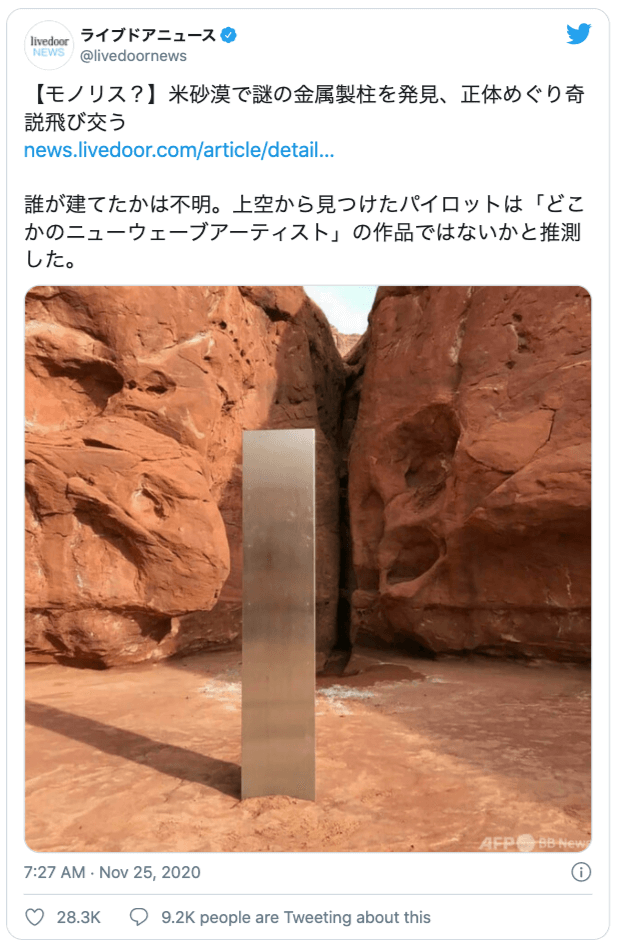 livedoor
NEWS
ライブドアニュース
@livedoornews
【モノリス？】米砂漠で謎の金属製柱を発見、正体めぐり奇
説飛び交う
news.livedoor.com/article/detail...
誰が建てたかは不明。上空から見つけたパイロットは「どこ
かのニューウェーブアーティスト」の作品ではないかと推測
した。
AFP BB News
7:27 AM · Nov 25, 2020
28.3K 9.2K people are Tweeting about this